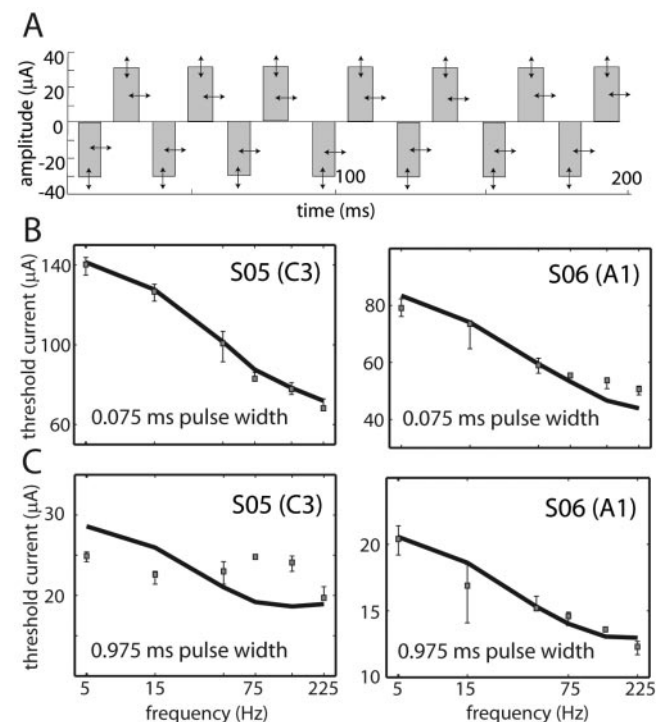 A
amplitude (µA)
40
20
0
-20
-40
100
200
time (ms)
B
threshold current (µA)
140
100
60
S05 (C3)
0.075 ms pulse width
80
60
40
S06 (A1)
0.075 ms pulse width
C
threshold current (µA)
30
20
S05 (C3)
0.975 ms pulse width
5
15
75
225
frequency (Hz)
20
15
10
S06 (A1)
0.975 ms pulse width
5
15
75
225
frequency (Hz)